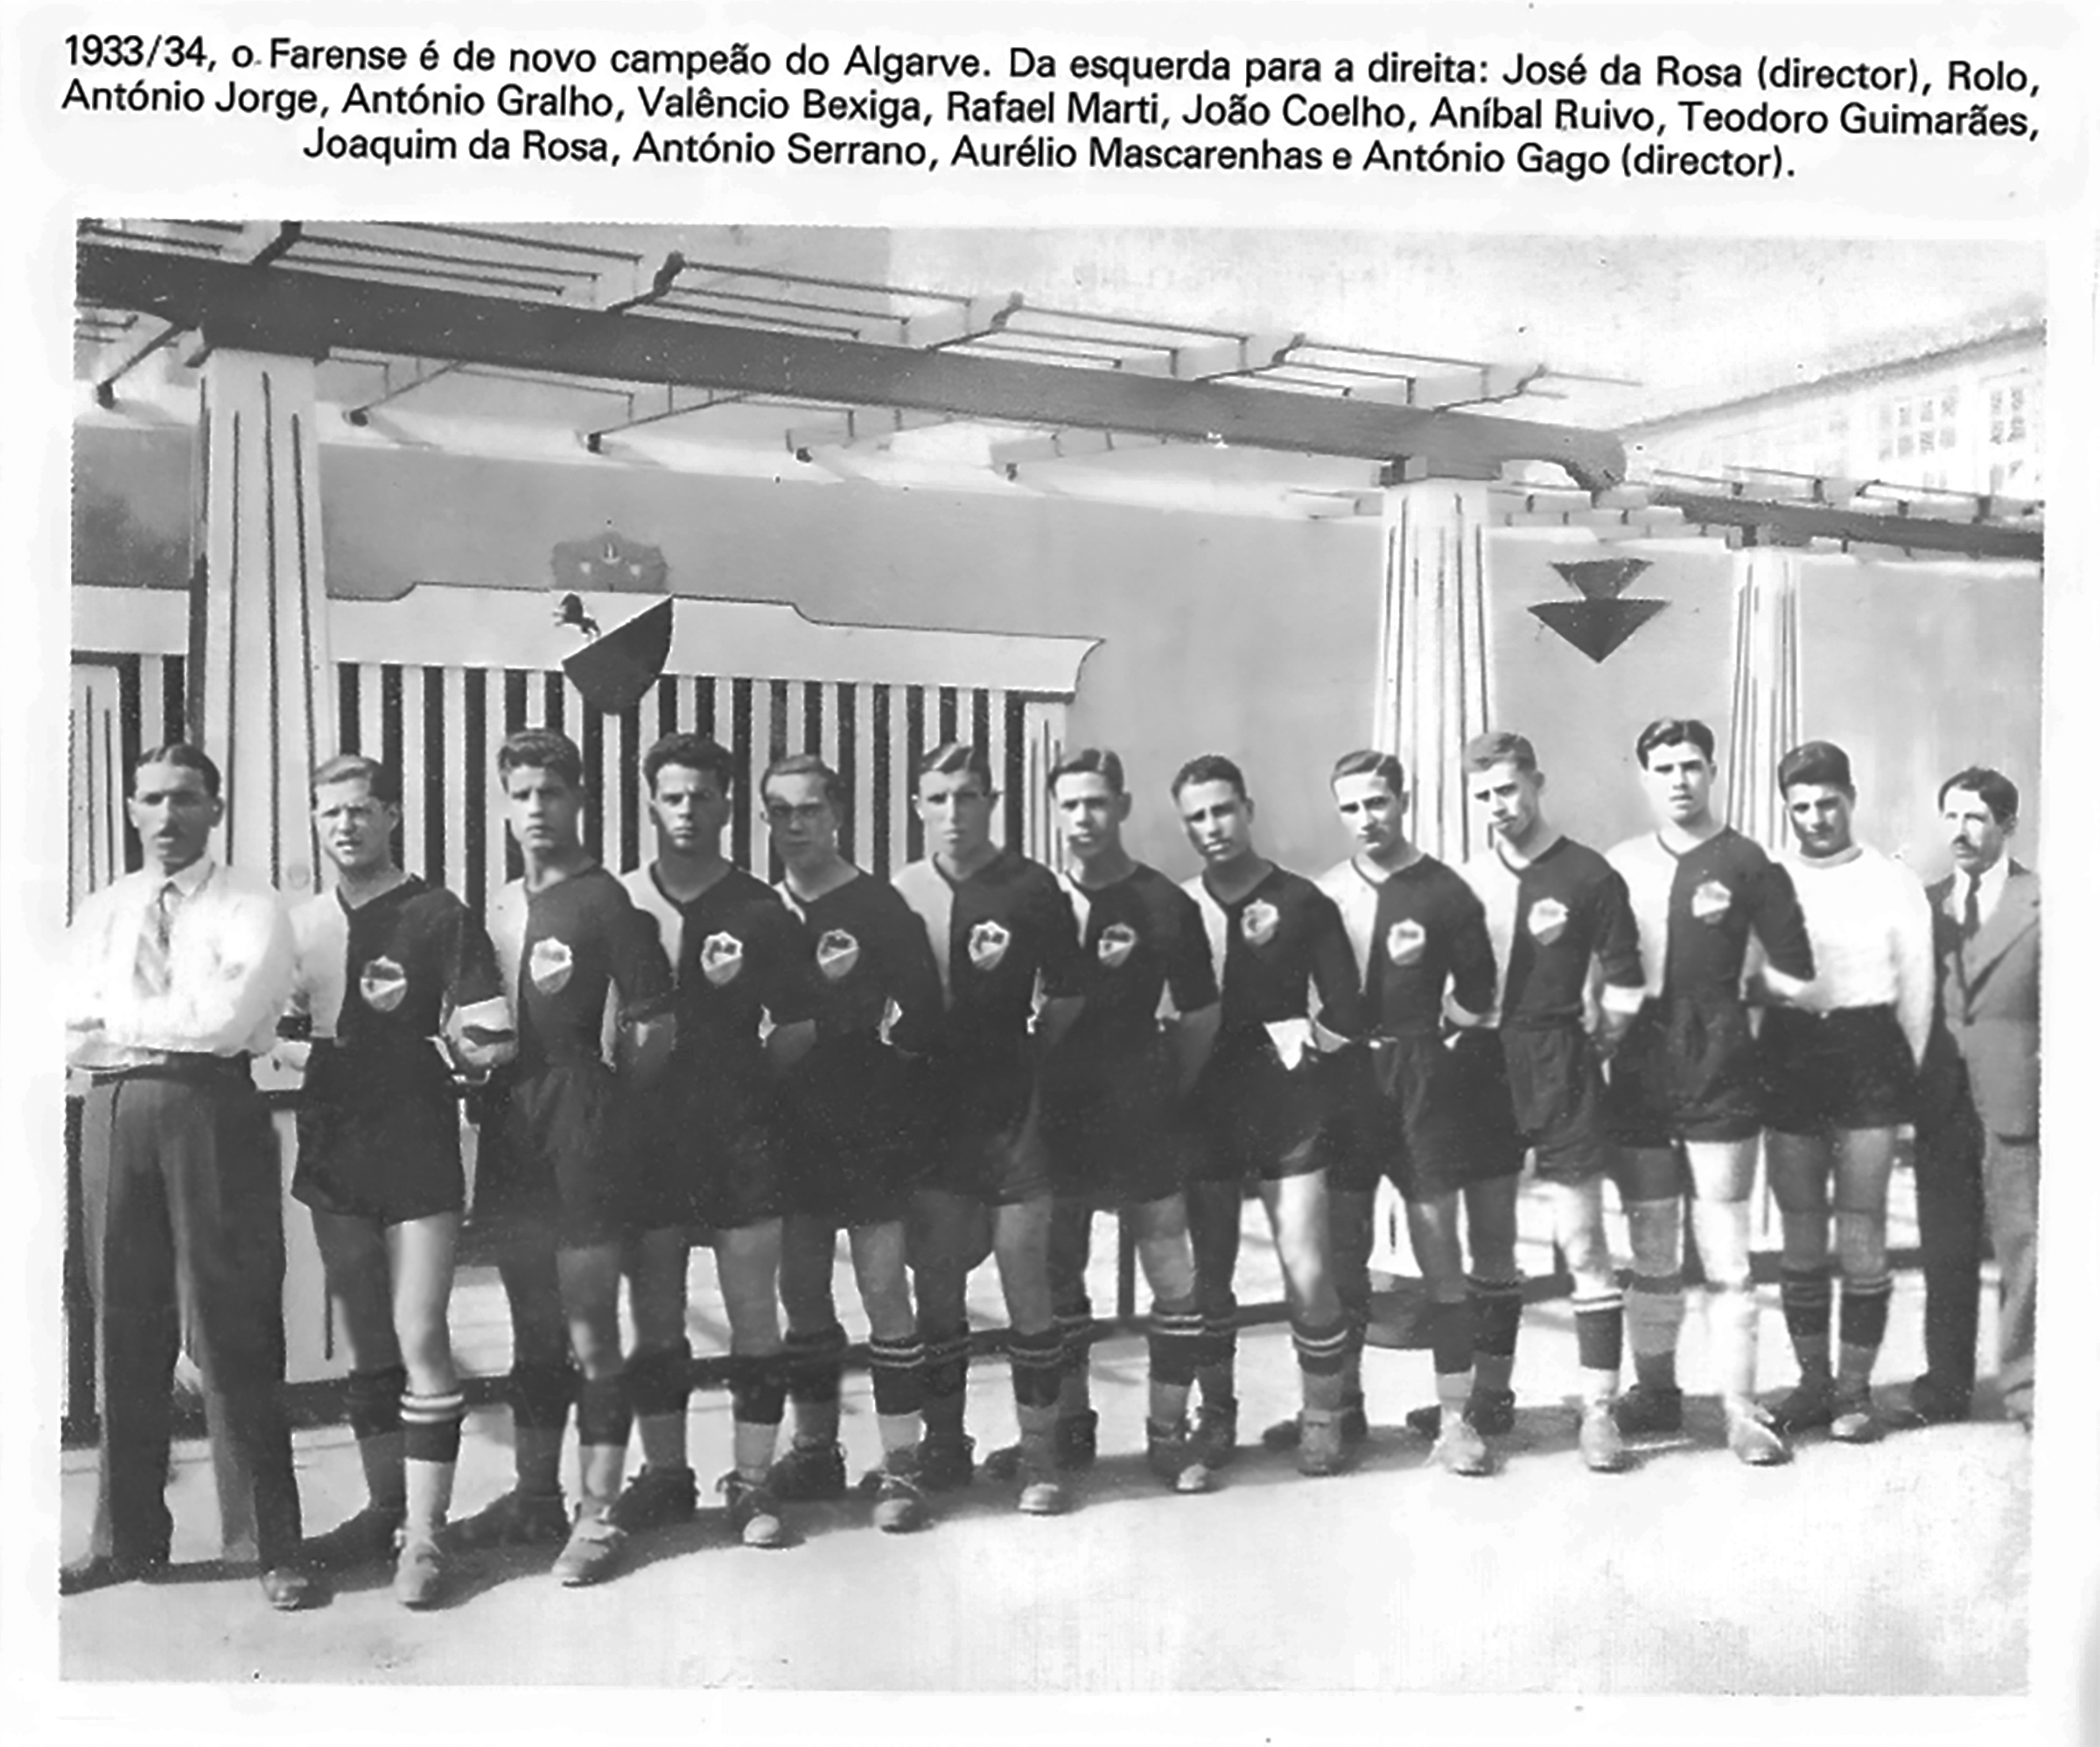 1933/34, o Farense é de novo campeão do Algarve. Da esquerda para a direita: José da Rosa (director), Rolo,
António Jorge, António Gralho, Valêncio Bexiga, Rafael Marti, João Coelho, Aníbal Ruivo, Teodoro Guimarães,
Joaquim da Rosa, António Serrano, Aurélio Mascarenhas e António Gago (director).